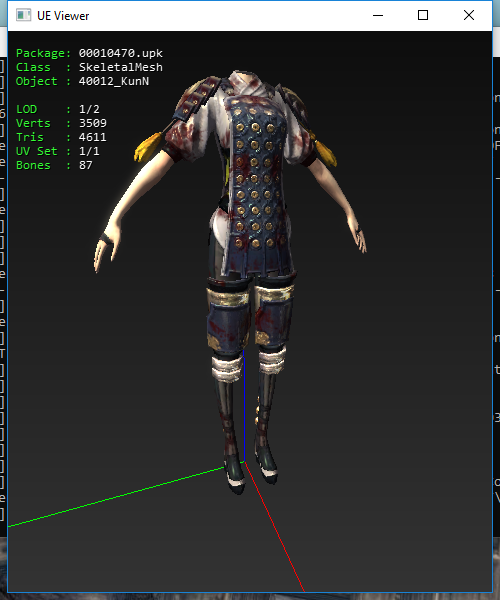 UE Viewer
Package: 00010470.upk
Class : SkeletalMesh
Object : 40012_KunN
LOD : 1/2
Verts : 3509
Tris : 4611
UV Set : 1/1
Bones : 87